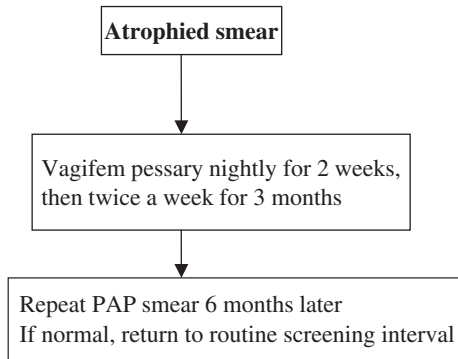 Atrophied smear
Vagifem pessary nightly for 2 weeks,
then twice a week for 3 months
Repeat PAP smear 6 months later
If normal, return to routine screening interval